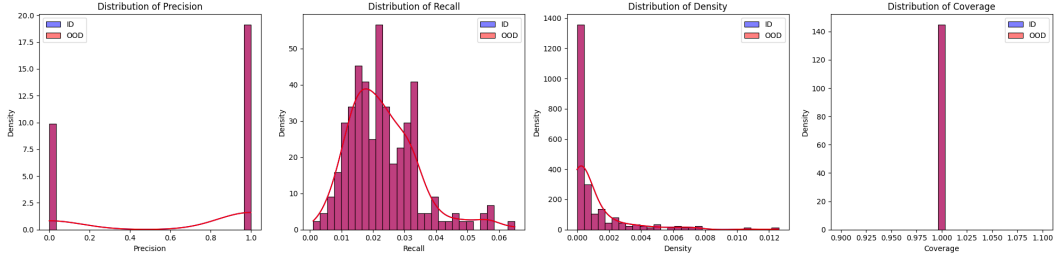 Distribution of Precision
20.0
17.5
15.0
12.5
10.0
7.5
5.0
2.5
0.0
Density
0.0 0.2 0.4 0.6 0.8 1.0
Precision
ID
OOD
Distribution of Recall
50
40
30
20
10
0
Density
0.00 0.01 0.02 0.03 0.04 0.05 0.06
Recall
ID
OOD
Distribution of Density
1400
1200
1000
800
600
400
200
0
Density
0.000 0.002 0.004 0.006 0.008 0.010 0.012
Density
ID
OOD
Distribution of Coverage
140
120
100
80
60
40
20
0
Density
0.900 0.925 0.950 0.975 1.000 1.025 1.050 1.075 1.100
Coverage
ID
OOD